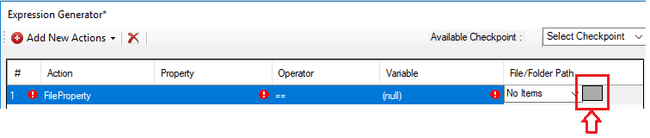 Expression Generator*
Add New Actions
Available Checkpoint :
Select Checkpoint
# Action Property Operator Variable File/Folder Path
1 FileProperty == (null) No Items